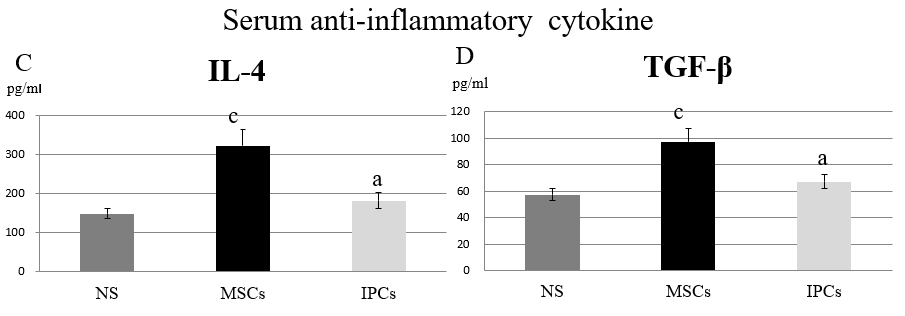 Serum anti-inflammatory cytokine
C
IL-4
pg/ml
400
300
200
100
0
c
a
NS MSCs IPCs
D
TGF-β
pg/ml
120
100
80
60
40
20
0
c
a
NS MSCs IPCs